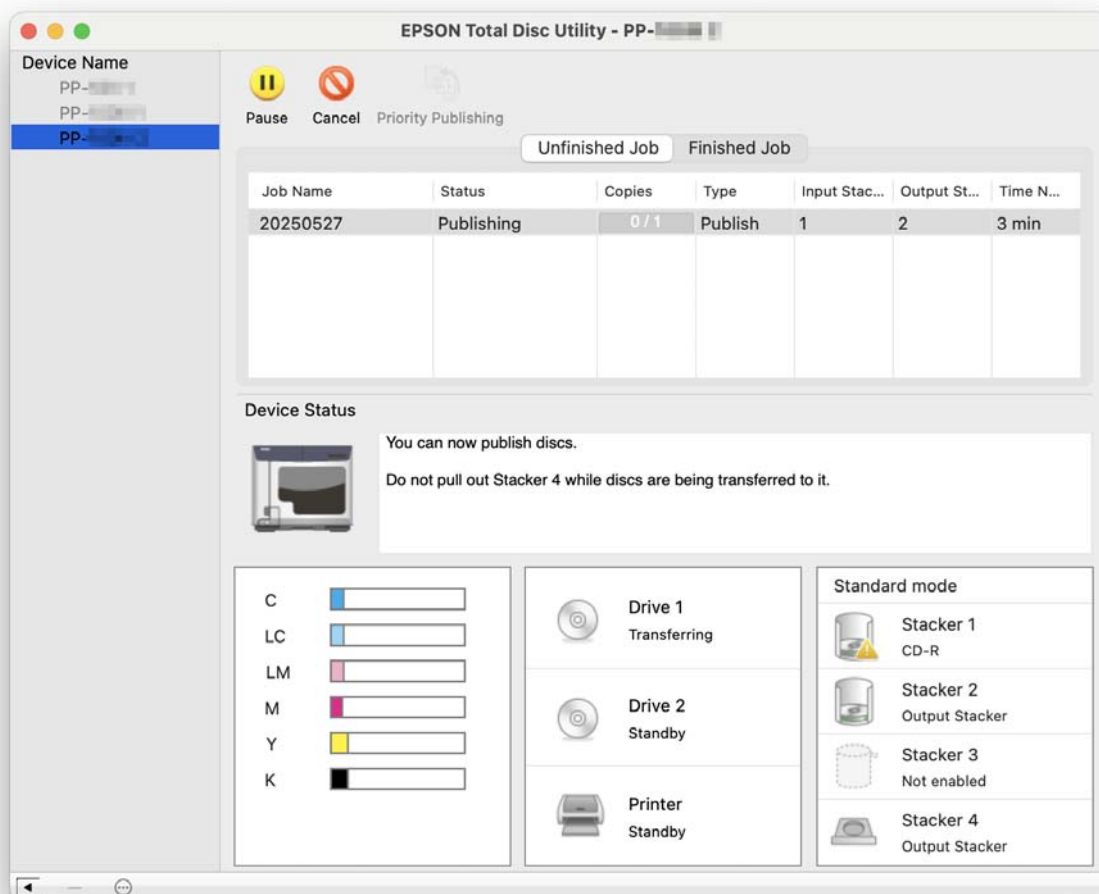 EPSON Total Disc Utility - PP-
Device Name
PP-
PP-
PP-
Pause Cancel Priority Publishing
Unfinished Job Finished Job
Job Name Status Copies Type Input Stac... Output St... Time N...
20250527 Publishing 0 / 1 Publish 1 2 3 min
Device Status
You can now publish discs.
Do not pull out Stacker 4 while discs are being transferred to it.
C
LC
LM
M
Y
K
Drive 1
Transferring
Drive 2
Standby
Printer
Standby
Standard mode
Stacker 1
CD-R
Stacker 2
Output Stacker
Stacker 3
Not enabled
Stacker 4
Output Stacker